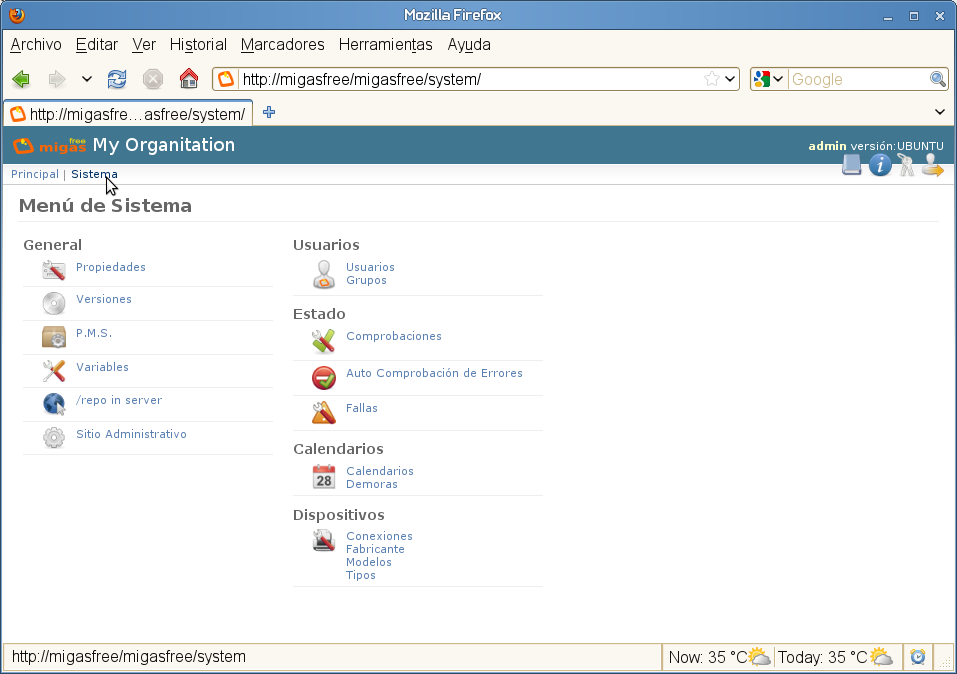 Mozilla Firefox
Archivo Editar Ver Historial Marcadores Herramientas Ayuda
http://migasfree/migasfree/system/
Google
http://migasfre...asfree/system/
migas free My Organitation
admin versión:UBUNTU
Principal | Sistema
Menú de Sistema
General
Propiedades
Versiones
P.M.S.
Variables
/repo in server
Sitio Administrativo
Usuarios
Usuarios
Grupos
Estado
Comprobaciones
Auto Comprobación de Errores
Fallas
Calendarios
28
Calendarios
Demoras
Dispositivos
Conexiones
Fabricante
Modelos
Tipos
http://migasfree/migasfree/system
Now: 35 °C Today: 35 °C